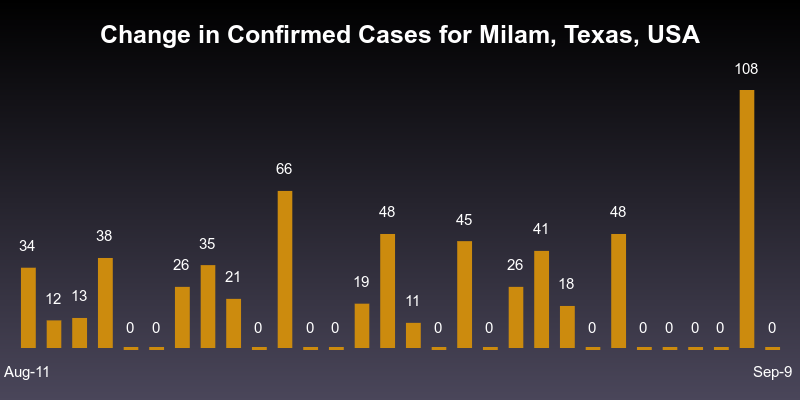 Change in Confirmed Cases for Milam, Texas, USA
34 12 13 38 0 0 26 35 21 0 66 0 0 19 48 11 0 45 0 26 41 18 0 48 0 0 0 0 108 0
Aug-11 Sep-9